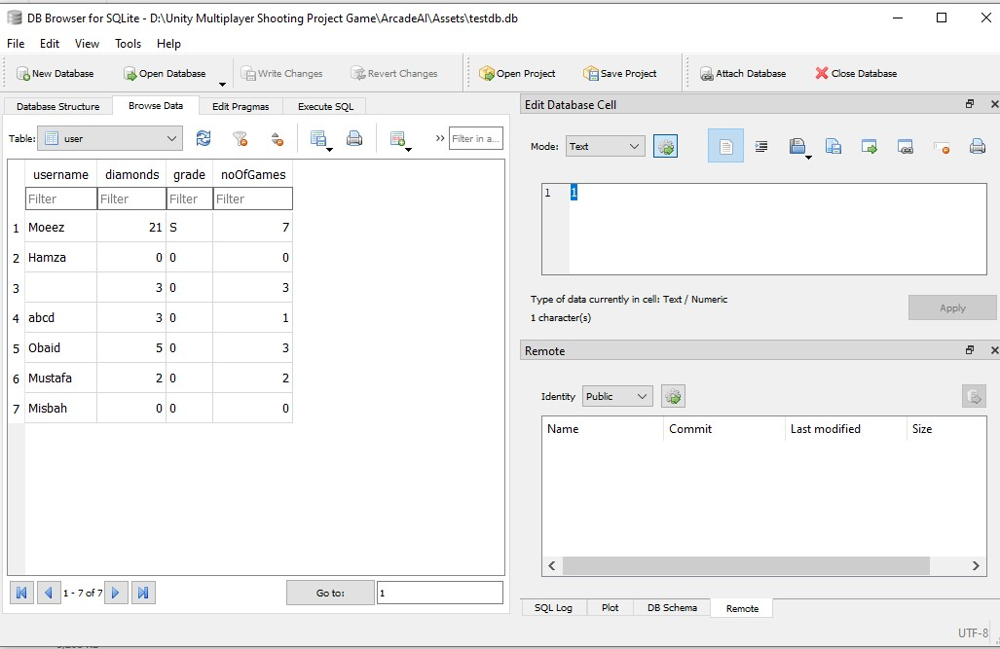 DB Browser for SQLite - D:\Unity Multiplayer Shooting Project Game\ArcadeAI\Assets\testdb.db
File Edit View Tools Help
New Database Open Database Write Changes Revert Changes Open Project Save Project Attach Database Close Database
Database Structure Browse Data Edit Pragmas Execute SQL
Table: user Filter in a...
username diamonds grade noOfGames
Filter Filter Filter Filter
1 Moeez 21 S 7
2 Hamza 0 0 0
3 3 0 3
4 abcd 3 0 1
5 Obaid 5 0 3
6 Mustafa 2 0 2
7 Misbah 0 0 0
1 - 7 of 7 Go to: 1
Edit Database Cell
Mode: Text
1 1
Type of data currently in cell: Text / Numeric
1 character(s)
Apply
Remote
Identity Public
Name Commit Last modified Size
SQL Log Plot DB Schema Remote
UTF-8